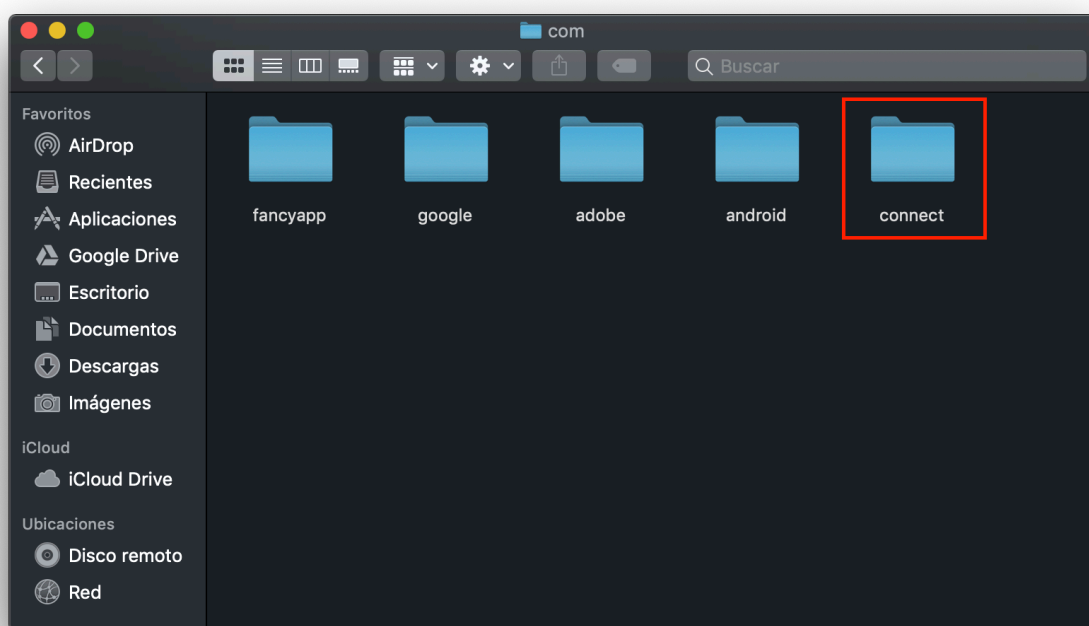 com
Buscar
Favoritos
AirDrop
Recientes
Aplicaciones
Google Drive
Escritorio
Documentos
Descargas
Imágenes
iCloud
iCloud Drive
Ubicaciones
Disco remoto
Red
fancyapp google adobe android connect